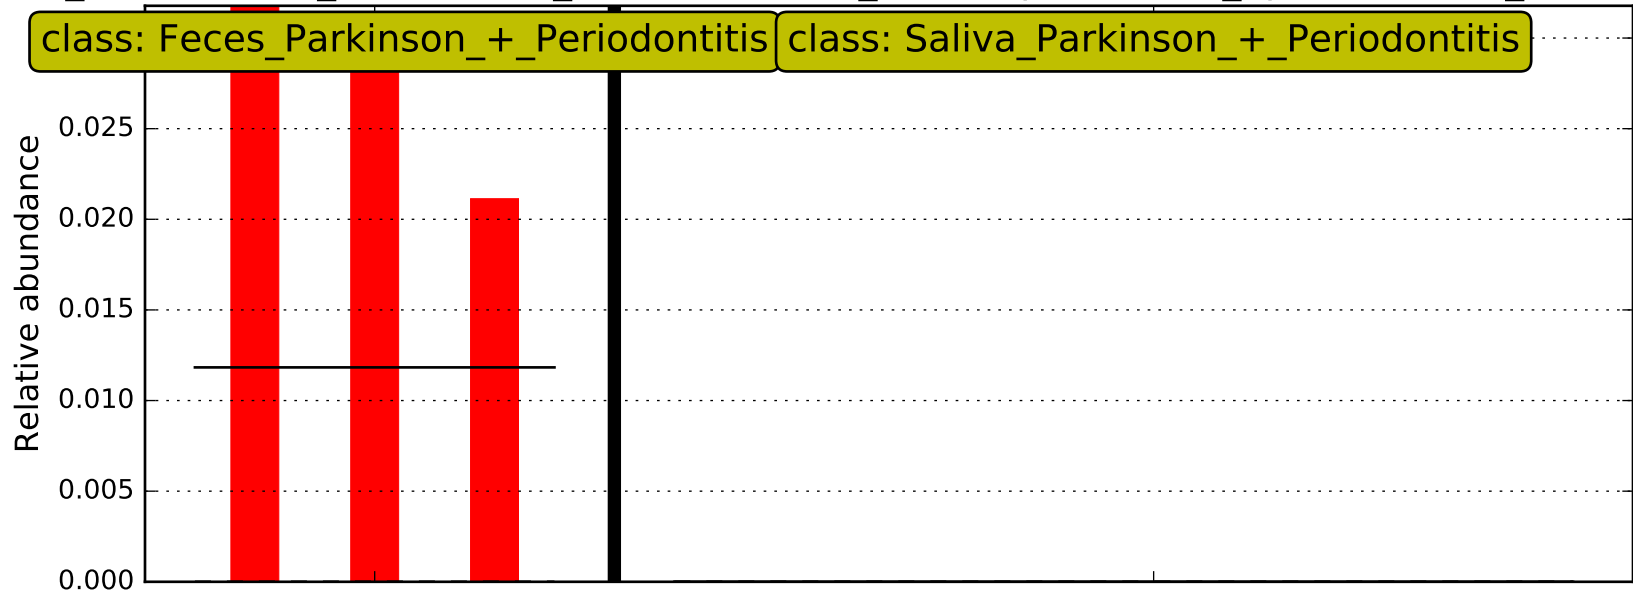 class: Feces_Parkinson_+_Periodontitis
class: Saliva_Parkinson_+_Periodontitis
Relative abundance
0.025
0.020
0.015
0.010
0.005
0.000